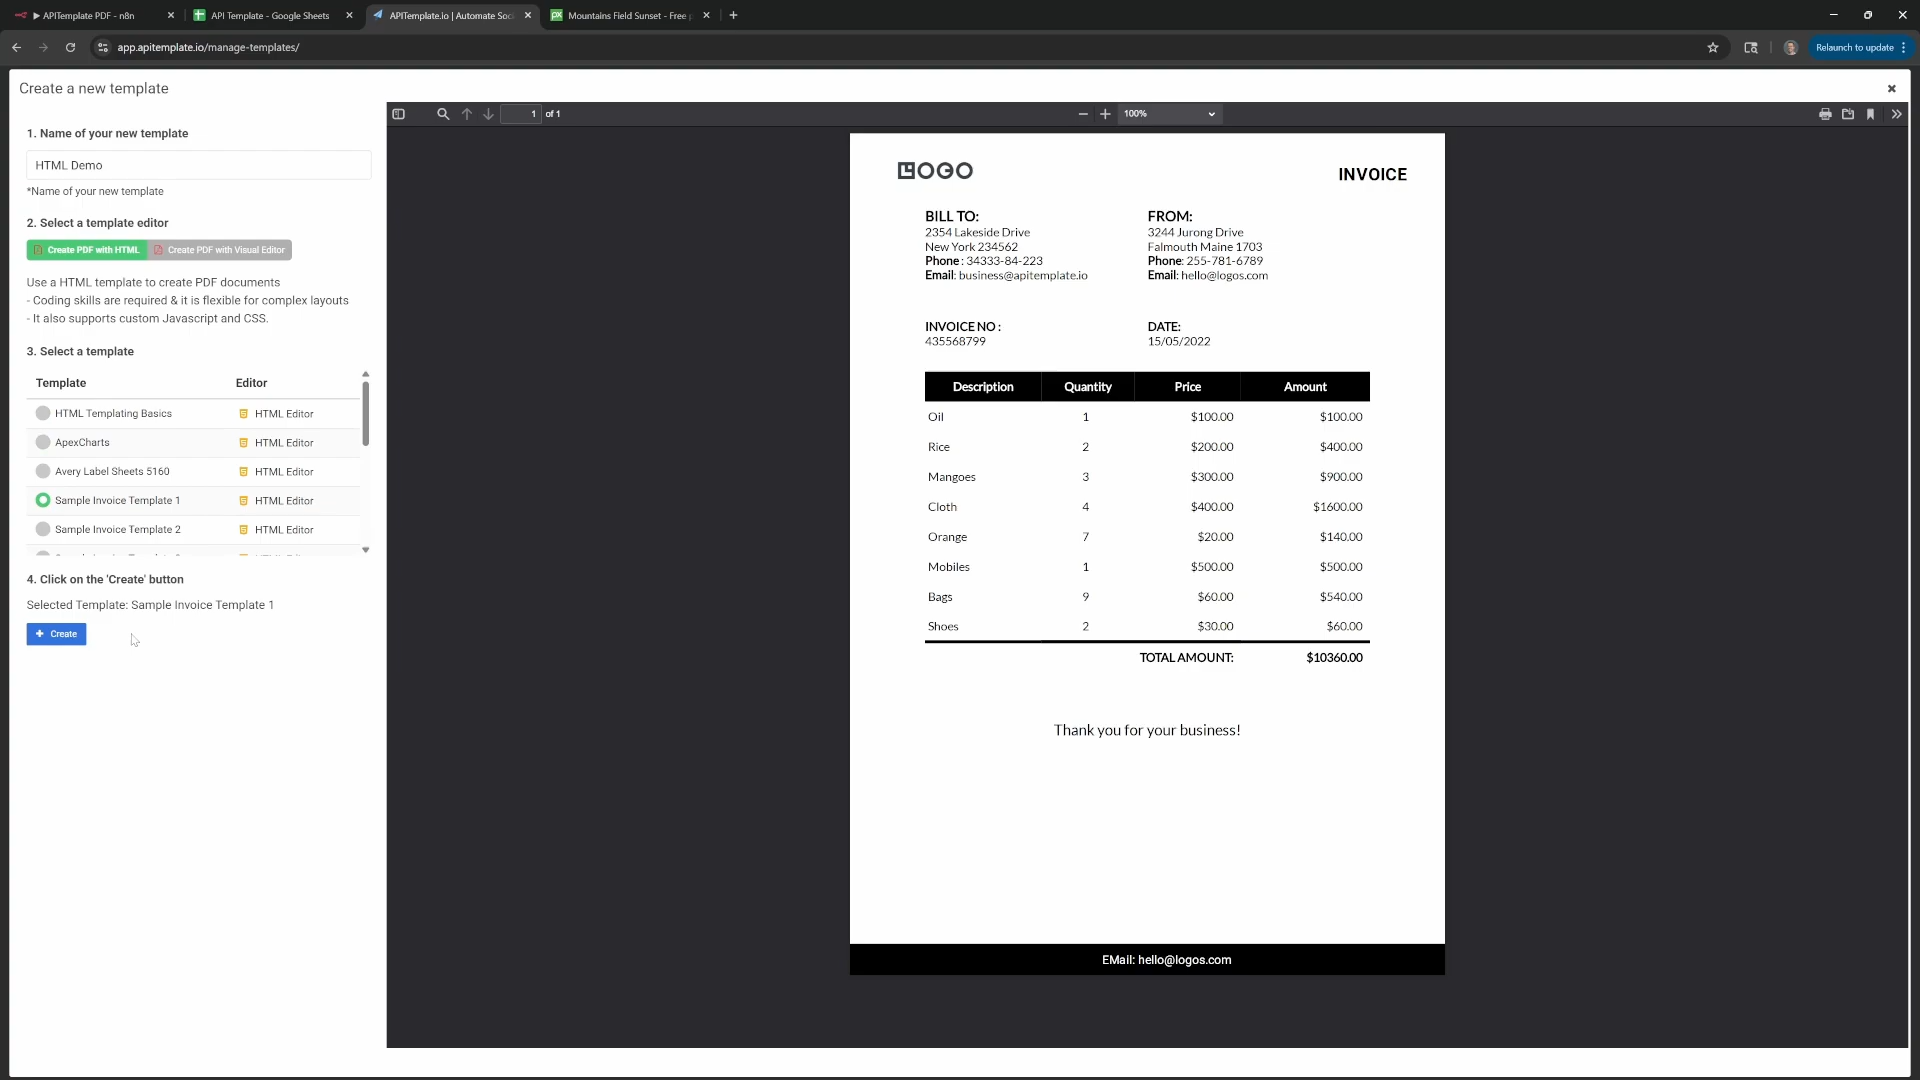 APITemplate PDF - n8n
API Template - Google Sheets
APITemplate.io | Automate Soc
Mountains Field Sunset - Free p
app.apitemplate.io/manage-templates/
Relaunch to update
Create a new template
1 of 1
100%
1. Name of your new template
HTML Demo
*Name of your new template
2. Select a template editor
Create PDF with HTML
Create PDF with Visual Editor
Use a HTML template to create PDF documents
- Coding skills are required & it is flexible for complex layouts
- It also supports custom Javascript and CSS.
3. Select a template
Template Editor
HTML Templating Basics HTML Editor
ApexCharts HTML Editor
Avery Label Sheets 5160 HTML Editor
Sample Invoice Template 1 HTML Editor
Sample Invoice Template 2 HTML Editor
4. Click on the 'Create' button
Selected Template: Sample Invoice Template 1
Create
LOGO
INVOICE
BILL TO:
2354 Lakeside Drive
New York 234562
Phone : 34333-84-223
Email: business@apitemplate.io
FROM:
3244 Jurong Drive
Falmouth Maine 1703
Phone: 255-781-6789
Email: hello@logos.com
INVOICE NO :
435568799
DATE:
15/05/2022
Description Quantity Price Amount
Oil 1 $100.00 $100.00
Rice 2 $200.00 $400.00
Mangoes 3 $300.00 $900.00
Cloth 4 $400.00 $1600.00
Orange 7 $20.00 $140.00
Mobiles 1 $500.00 $500.00
Bags 9 $60.00 $540.00
Shoes 2 $30.00 $60.00
TOTAL AMOUNT: $10360.00
Thank you for your business!
EMail: hello@logos.com